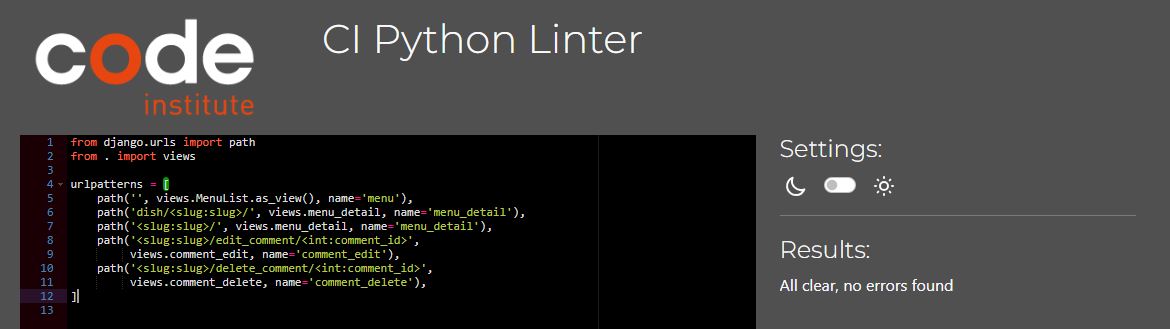 code
institute
CI Python Linter
1 from django.urls import path
2 from . import views
3
4 urlpatterns = [
5     path('', views.MenuList.as_view(), name='menu'),
6     path('dish/<slug:slug>/', views.menu_detail, name='menu_detail'),
7     path('<slug:slug>/', views.menu_detail, name='menu_detail'),
8     path('<slug:slug>/edit_comment/<int:comment_id>',
9          views.comment_edit, name='comment_edit'),
10     path('<slug:slug>/delete_comment/<int:comment_id>',
11          views.comment_delete, name='comment_delete'),
12 ]
13
Settings:
Results:
All clear, no errors found